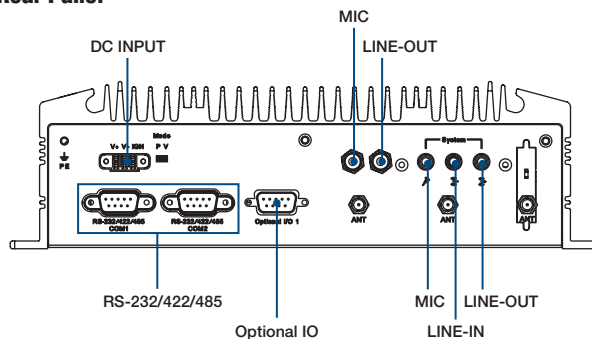 Rear Panel
MIC
DC INPUT
LINE-OUT
Mode
V+ V- IGN
P V
System
PE
RS-232/422/485
COM1
RS-232/422/485
COM2
Optional I/O 1
ANT
ANT
ANT
RS-232/422/485
MIC
LINE-OUT
Optional IO
LINE-IN